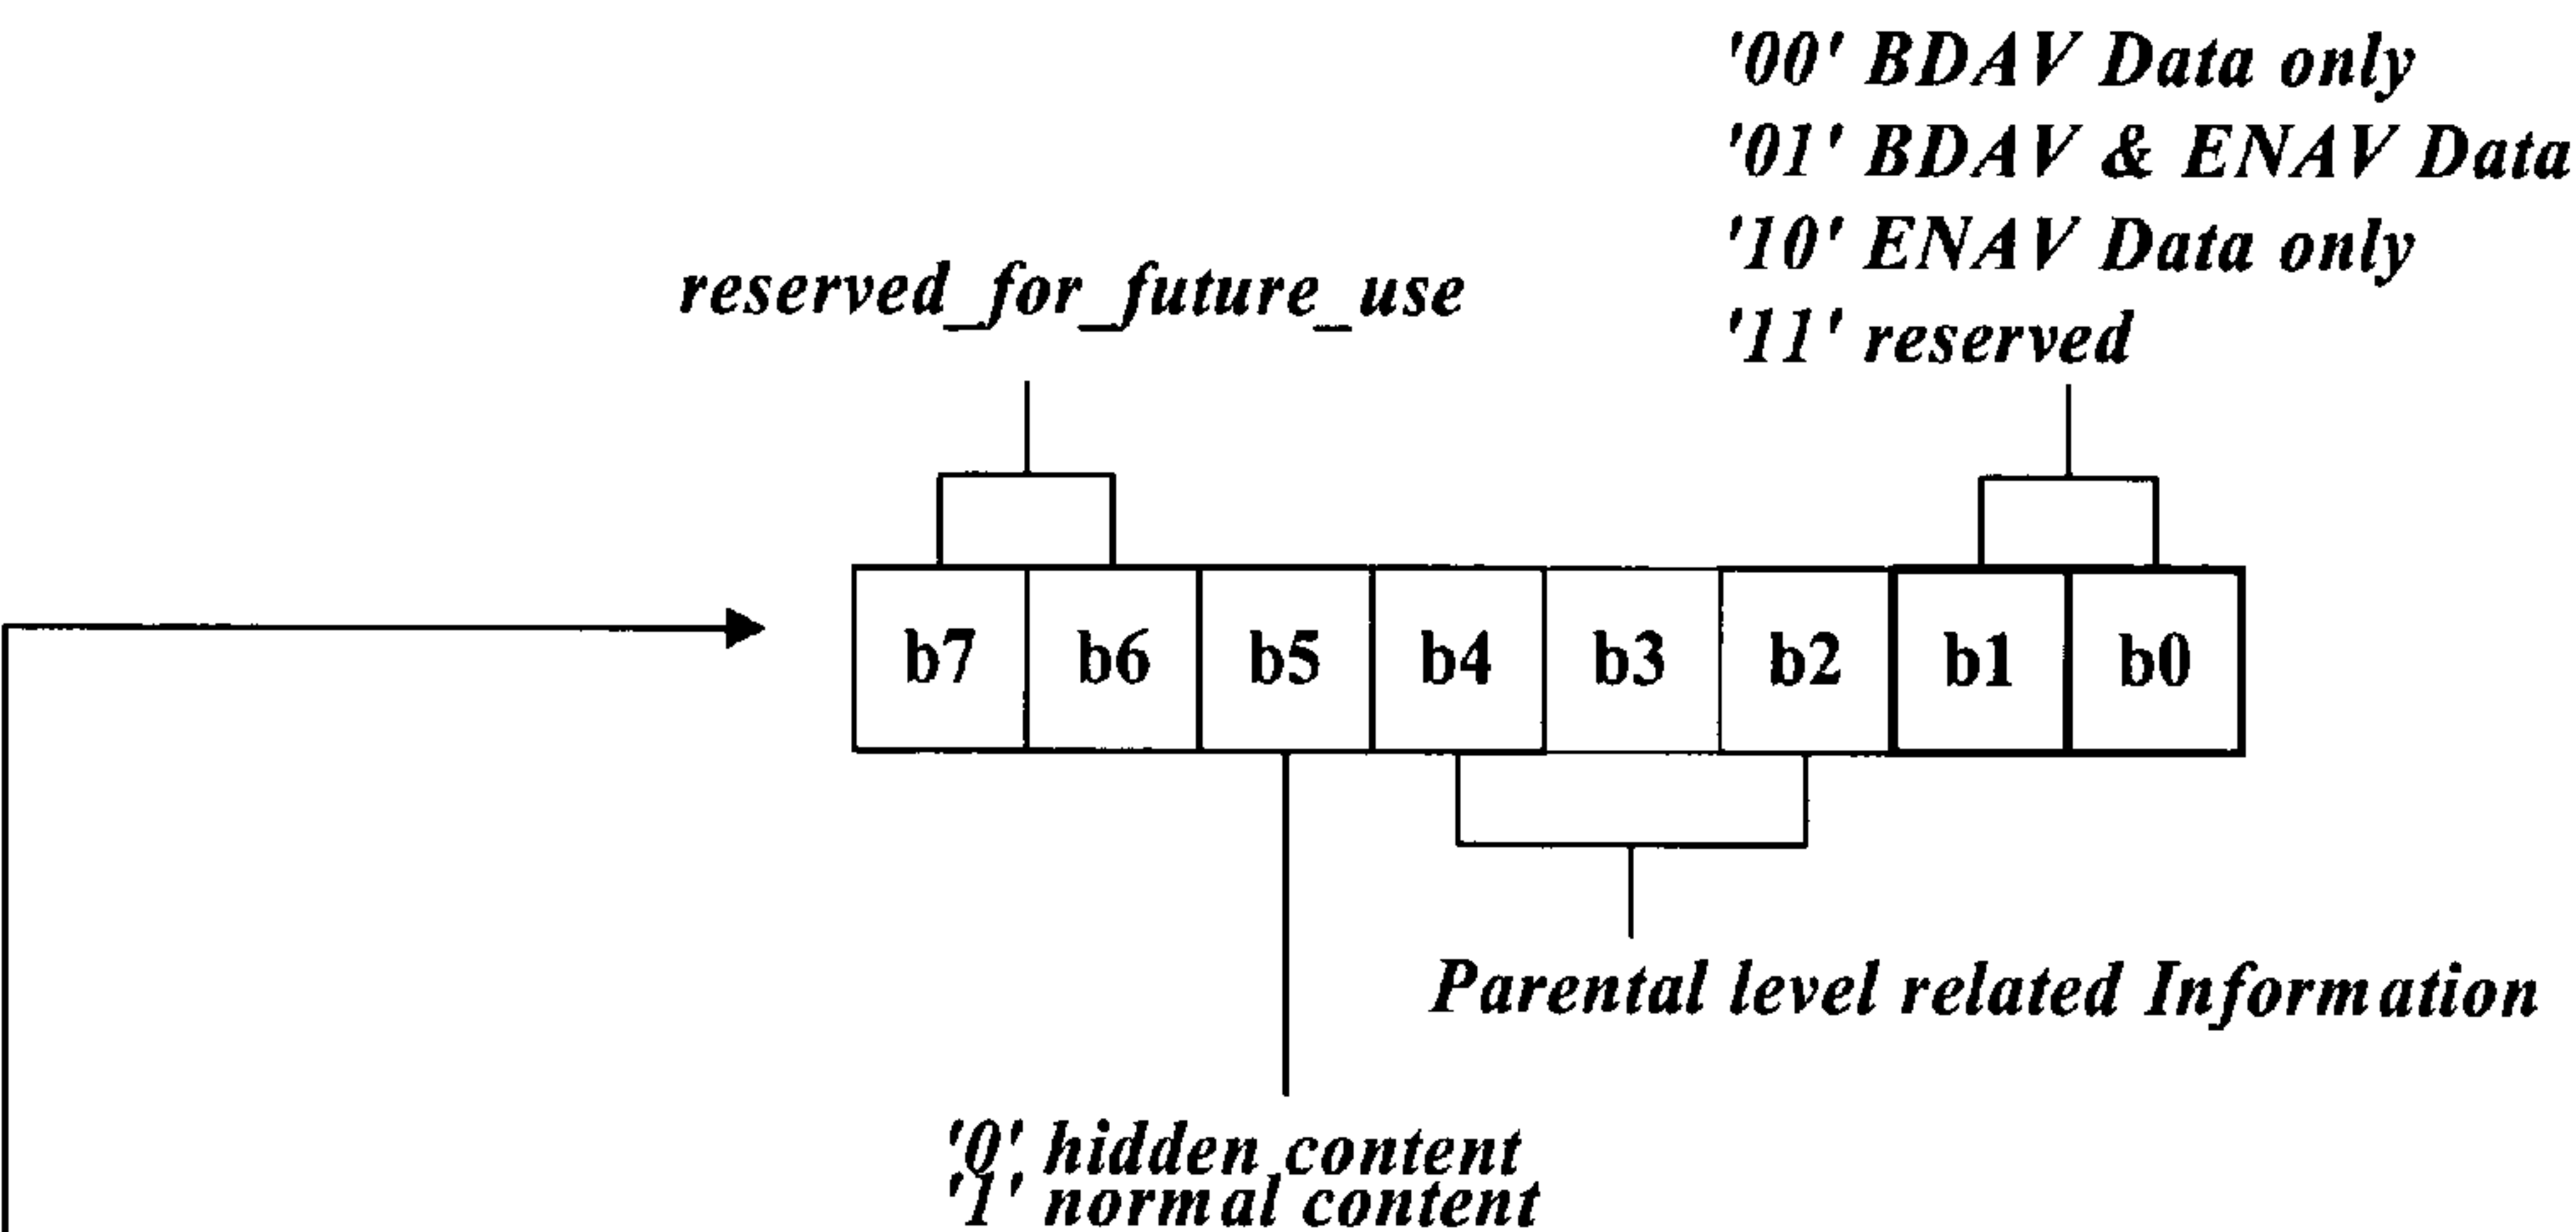 '00' BDAV Data only
'01' BDAV & ENAV Data
'10' ENAV Data only
'11' reserved
reserved_for_future_use
b7 b6 b5 b4 b3 b2 b1 b0
Parental level related Information
'0' hidden content
'1' normal content